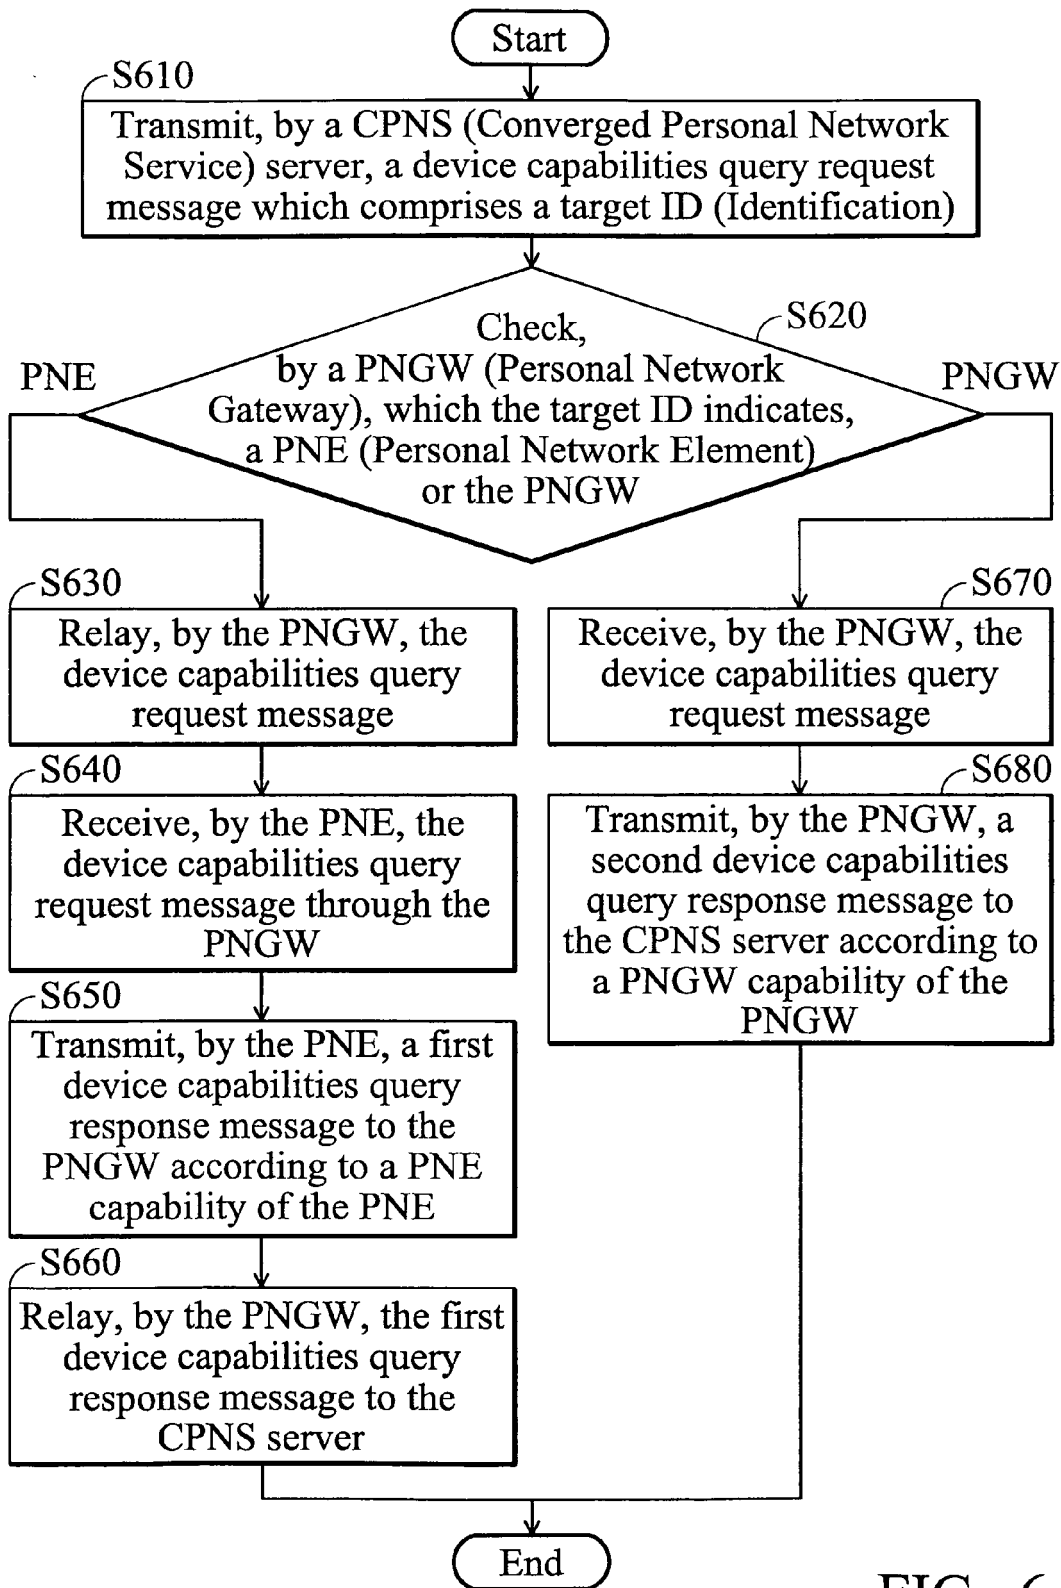 Start
S610
Transmit, by a CPNS (Converged Personal Network
Service) server, a device capabilities query request
message which comprises a target ID (Identification)
S620
Check,
by a PNGW (Personal Network
Gateway), which the target ID indicates,
a PNE (Personal Network Element)
or the PNGW
PNE
PNGW
S630
Relay, by the PNGW, the
device capabilities query
request message
S640
Receive, by the PNE, the
device capabilities query
request message through the
PNGW
S650
Transmit, by the PNE, a first
device capabilities query
response message to the
PNGW according to a PNE
capability of the PNE
S660
Relay, by the PNGW, the first
device capabilities query
response message to the
CPNS server
S670
Receive, by the PNGW, the
device capabilities query
request message
S680
Transmit, by the PNGW, a
second device capabilities
query response message to
the CPNS server according to
a PNGW capability of the
PNGW
End
FIG. 6